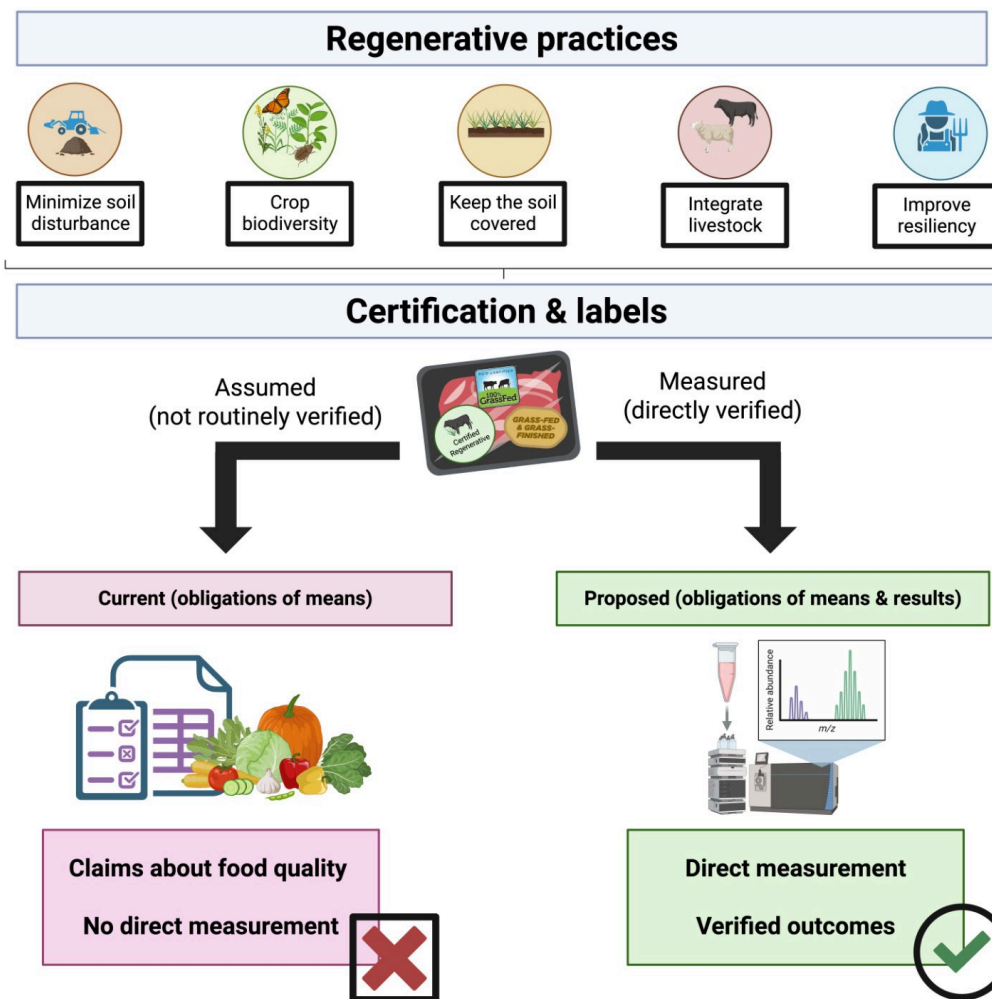 Regenerative practices
Minimize soil
disturbance
Crop
biodiversity
Keep the soil
covered
Integrate
livestock
Improve
resiliency
Certification & labels
Assumed
(not routinely verified)
Measured
(directly verified)
100%
GrassFed
Certified
Regenerative
GRASS-FED
& GRASS-
FINISHED
Current (obligations of means)
Proposed (obligations of means & results)
Relative abundance
m/z
Claims about food quality
No direct measurement
Direct measurement
Verified outcomes